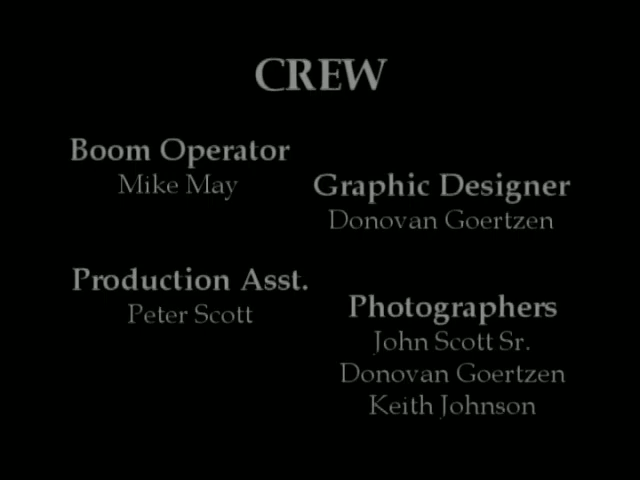 CREW
Boom Operator
Mike May
Graphic Designer
Donovan Goertzen
Production Asst.
Peter Scott
Photographers
John Scott Sr.
Donovan Goertzen
Keith Johnson